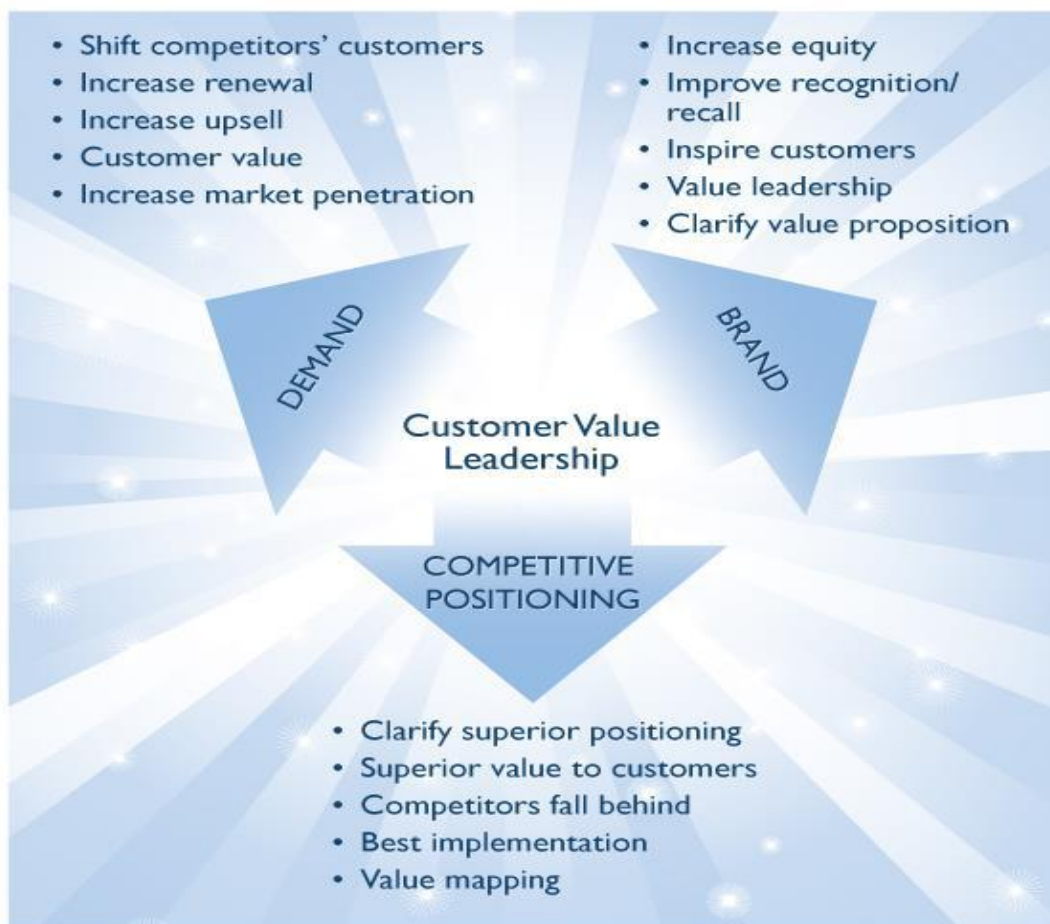 • Shift competitors' customers
• Increase renewal
• Increase upsell
• Customer value
• Increase market penetration
• Increase equity
• Improve recognition/
recall
• Inspire customers
• Value leadership
• Clarify value proposition
DEMAND
BRAND
Customer Value
Leadership
COMPETITIVE
POSITIONING
• Clarify superior positioning
• Superior value to customers
• Competitors fall behind
• Best implementation
• Value mapping